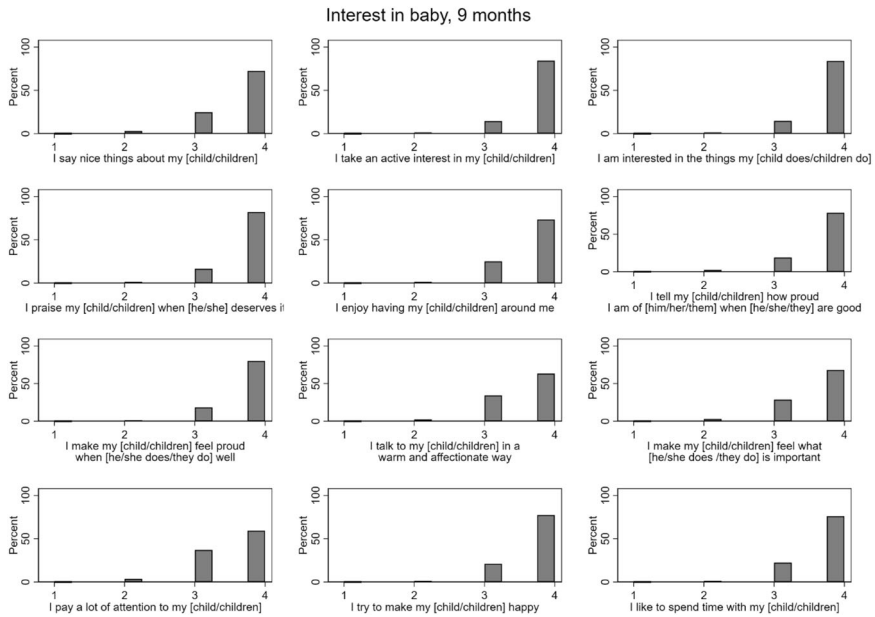 Interest in baby, 9 months
Percent
0 50 100
1 2 3 4
I say nice things about my [child/children]
Percent
0 50 100
1 2 3 4
I take an active interest in my [child/children]
Percent
0 50 100
1 2 3 4
I am interested in the things my [child does/children do]
Percent
0 50 100
1 2 3 4
I praise my [child/children] when [he/she] deserves it
Percent
0 50 100
1 2 3 4
I enjoy having my [child/children] around me
Percent
0 50 100
1 2 3 4
I tell my [child/children] how proud
I am of [him/her/them] when [he/she/they] are good
Percent
0 50 100
1 2 3 4
I make my [child/children] feel proud
when [he/she does/they do] well
Percent
0 50 100
1 2 3 4
I talk to my [child/children] in a
warm and affectionate way
Percent
0 50 100
1 2 3 4
I make my [child/children] feel what
[he/she does /they do] is important
Percent
0 50 100
1 2 3 4
I pay a lot of attention to my [child/children]
Percent
0 50 100
1 2 3 4
I try to make my [child/children] happy
Percent
0 50 100
1 2 3 4
I like to spend time with my [child/children]